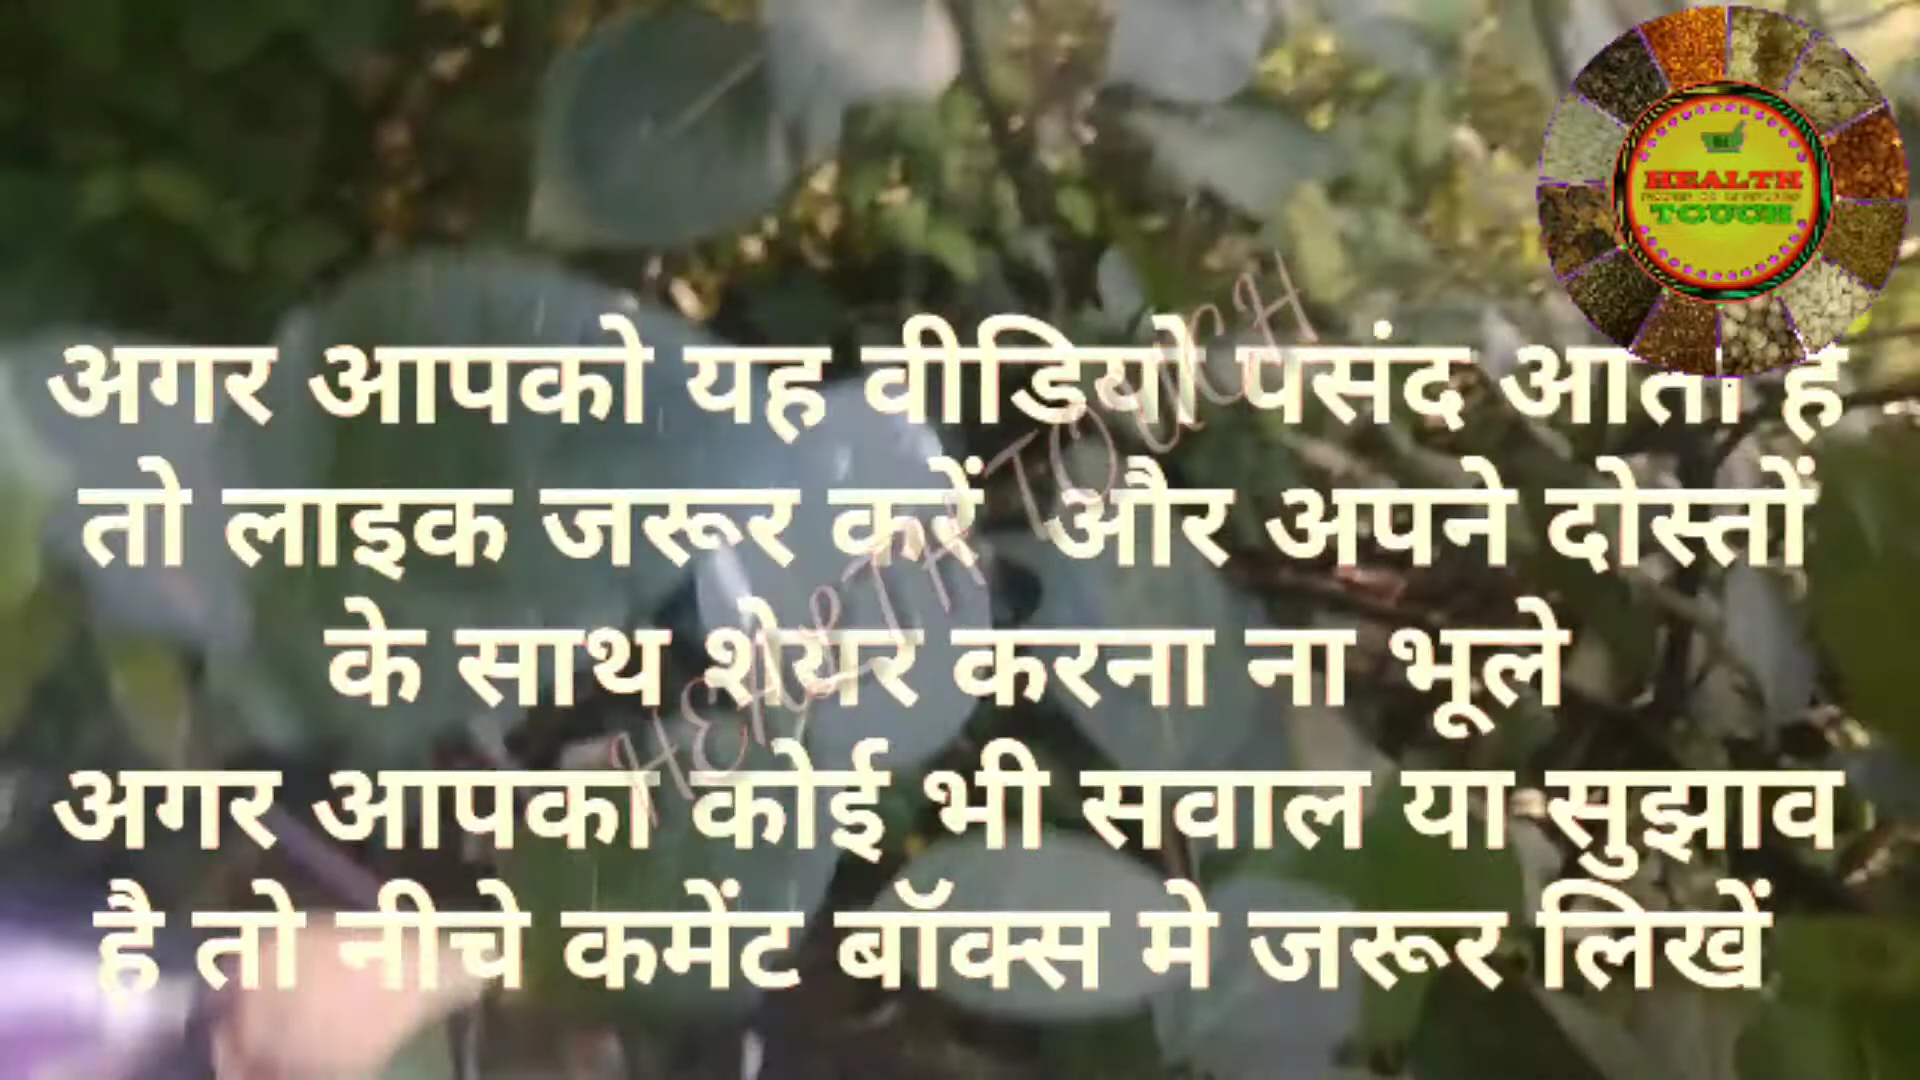 HEALTH
TOUCH
अगर आपको यह वीडियो पसंद आता है
तो लाइक जरूर करें और अपने दोस्तों
के साथ शेयर करना ना भूले
अगर आपका कोई भी सवाल या सुझाव
है तो नीचे कमेंट बॉक्स मे जरूर लिखें
HEALTH TOUCH